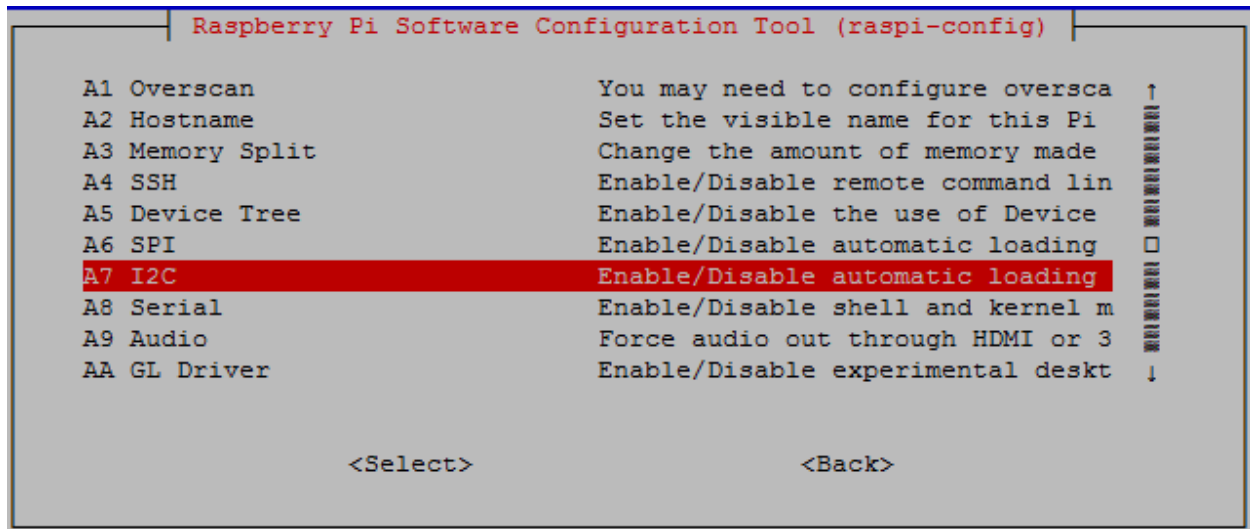 Raspberry Pi Software Configuration Tool (raspi-config)
A1 Overscan You may need to configure oversca
A2 Hostname Set the visible name for this Pi
A3 Memory Split Change the amount of memory made
A4 SSH Enable/Disable remote command lin
A5 Device Tree Enable/Disable the use of Device
A6 SPI Enable/Disable automatic loading
A7 I2C Enable/Disable automatic loading
A8 Serial Enable/Disable shell and kernel m
A9 Audio Force audio out through HDMI or 3
AA GL Driver Enable/Disable experimental deskt
<Select> <Back>